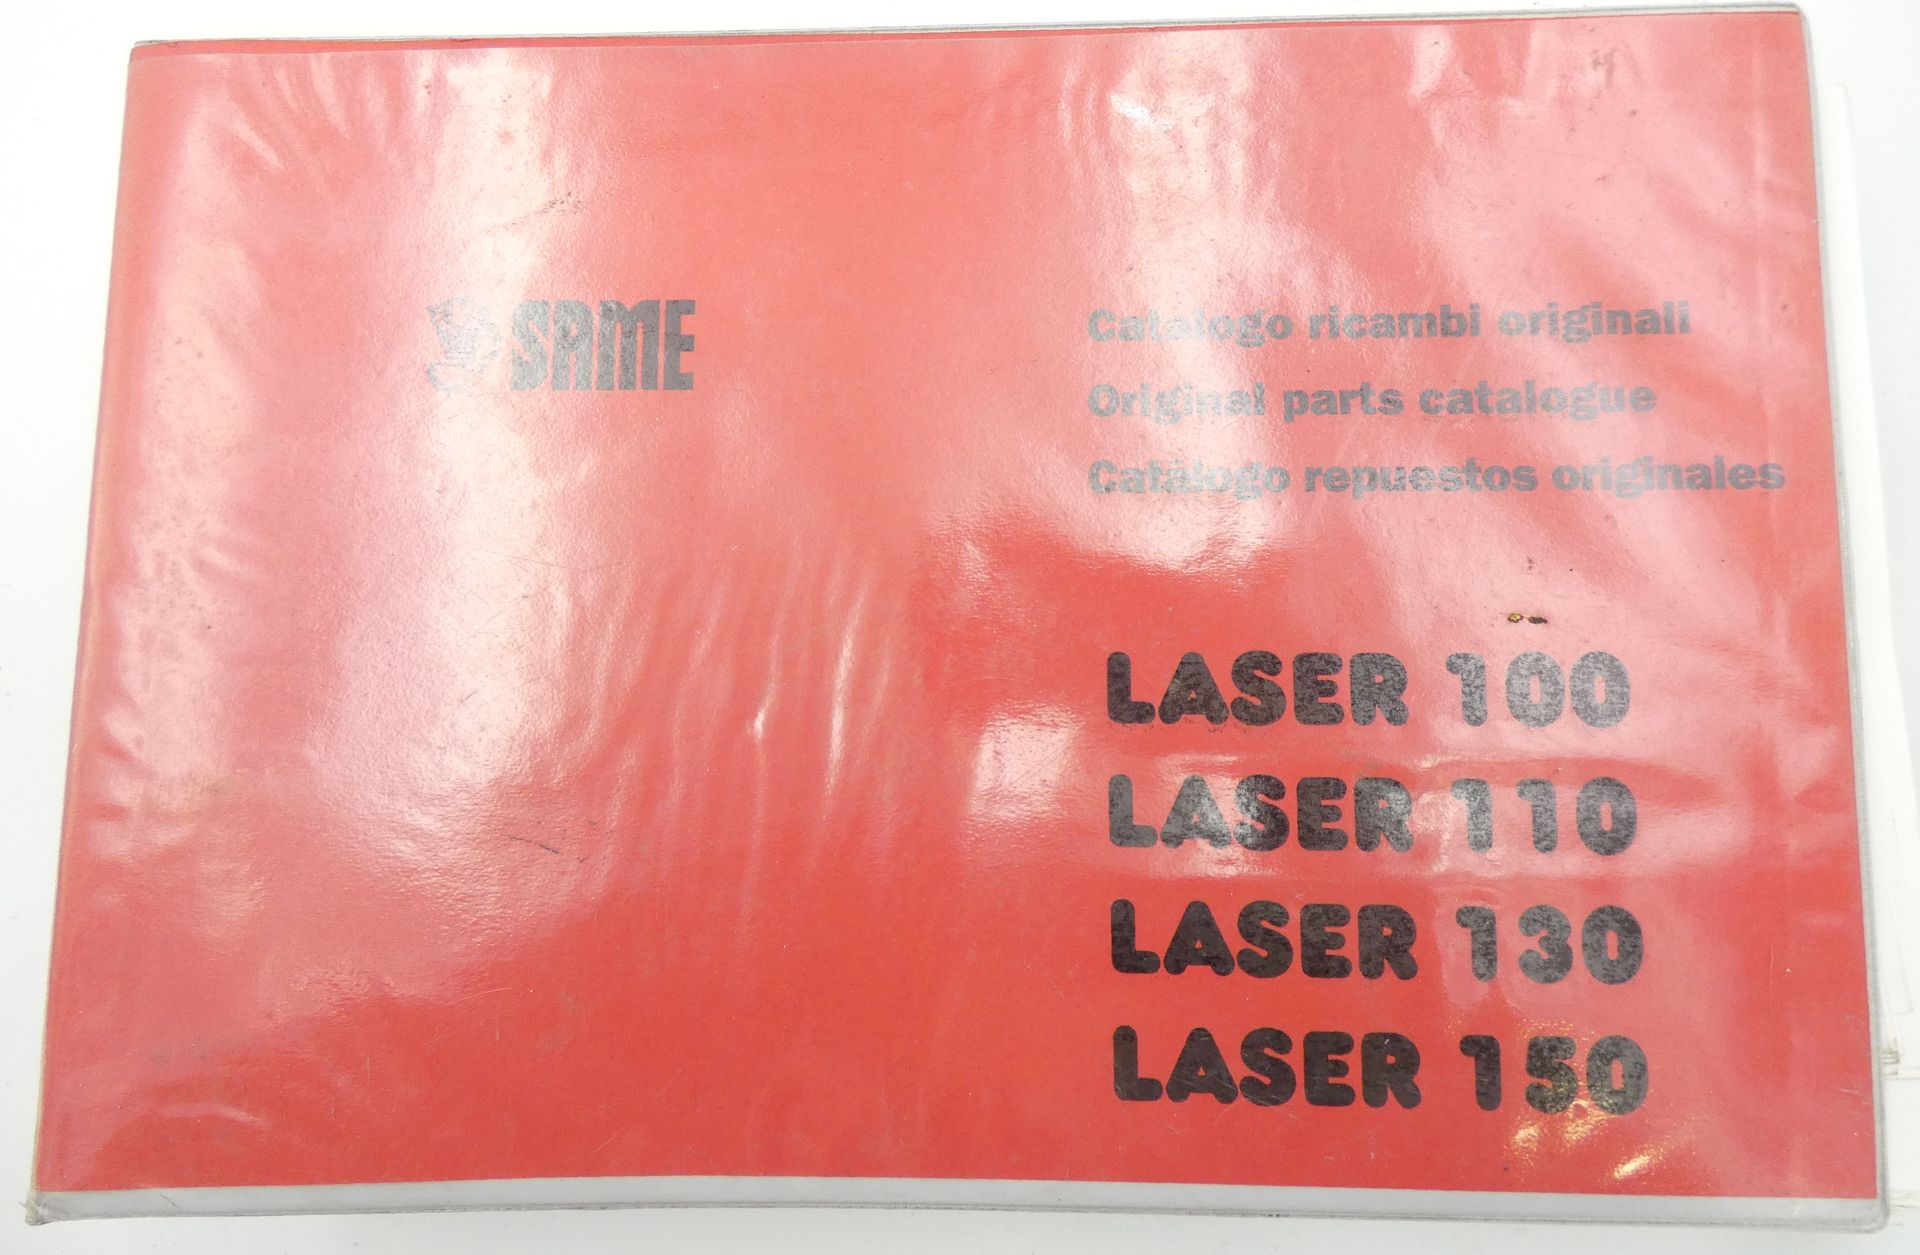 SAME
Catalogo ricambi originali
Original parts catalogue
Catálogo repuestos originales
LASER 100
LASER 110
LASER 130
LASER 150